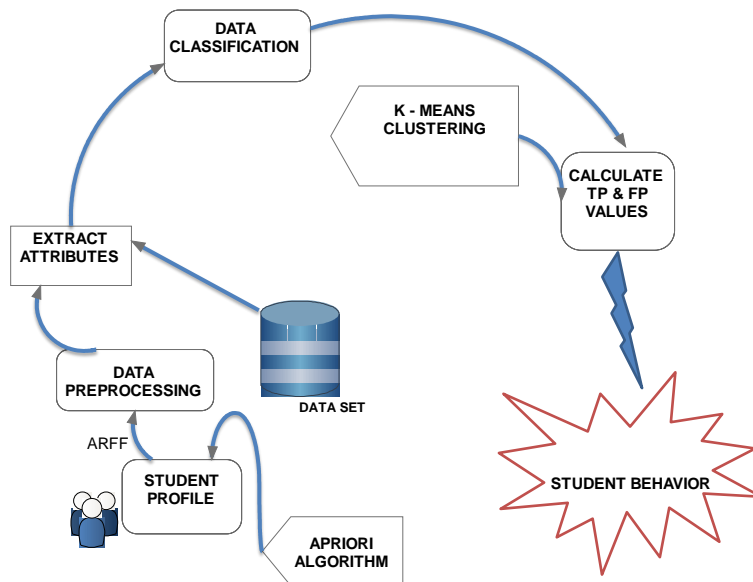 DATA
CLASSIFICATION
K - MEANS
CLUSTERING
CALCULATE
TP & FP
VALUES
EXTRACT
ATTRIBUTES
DATA
PREPROCESSING
DATA SET
ARFF
STUDENT
PROFILE
STUDENT BEHAVIOR
APRIORI
ALGORITHM